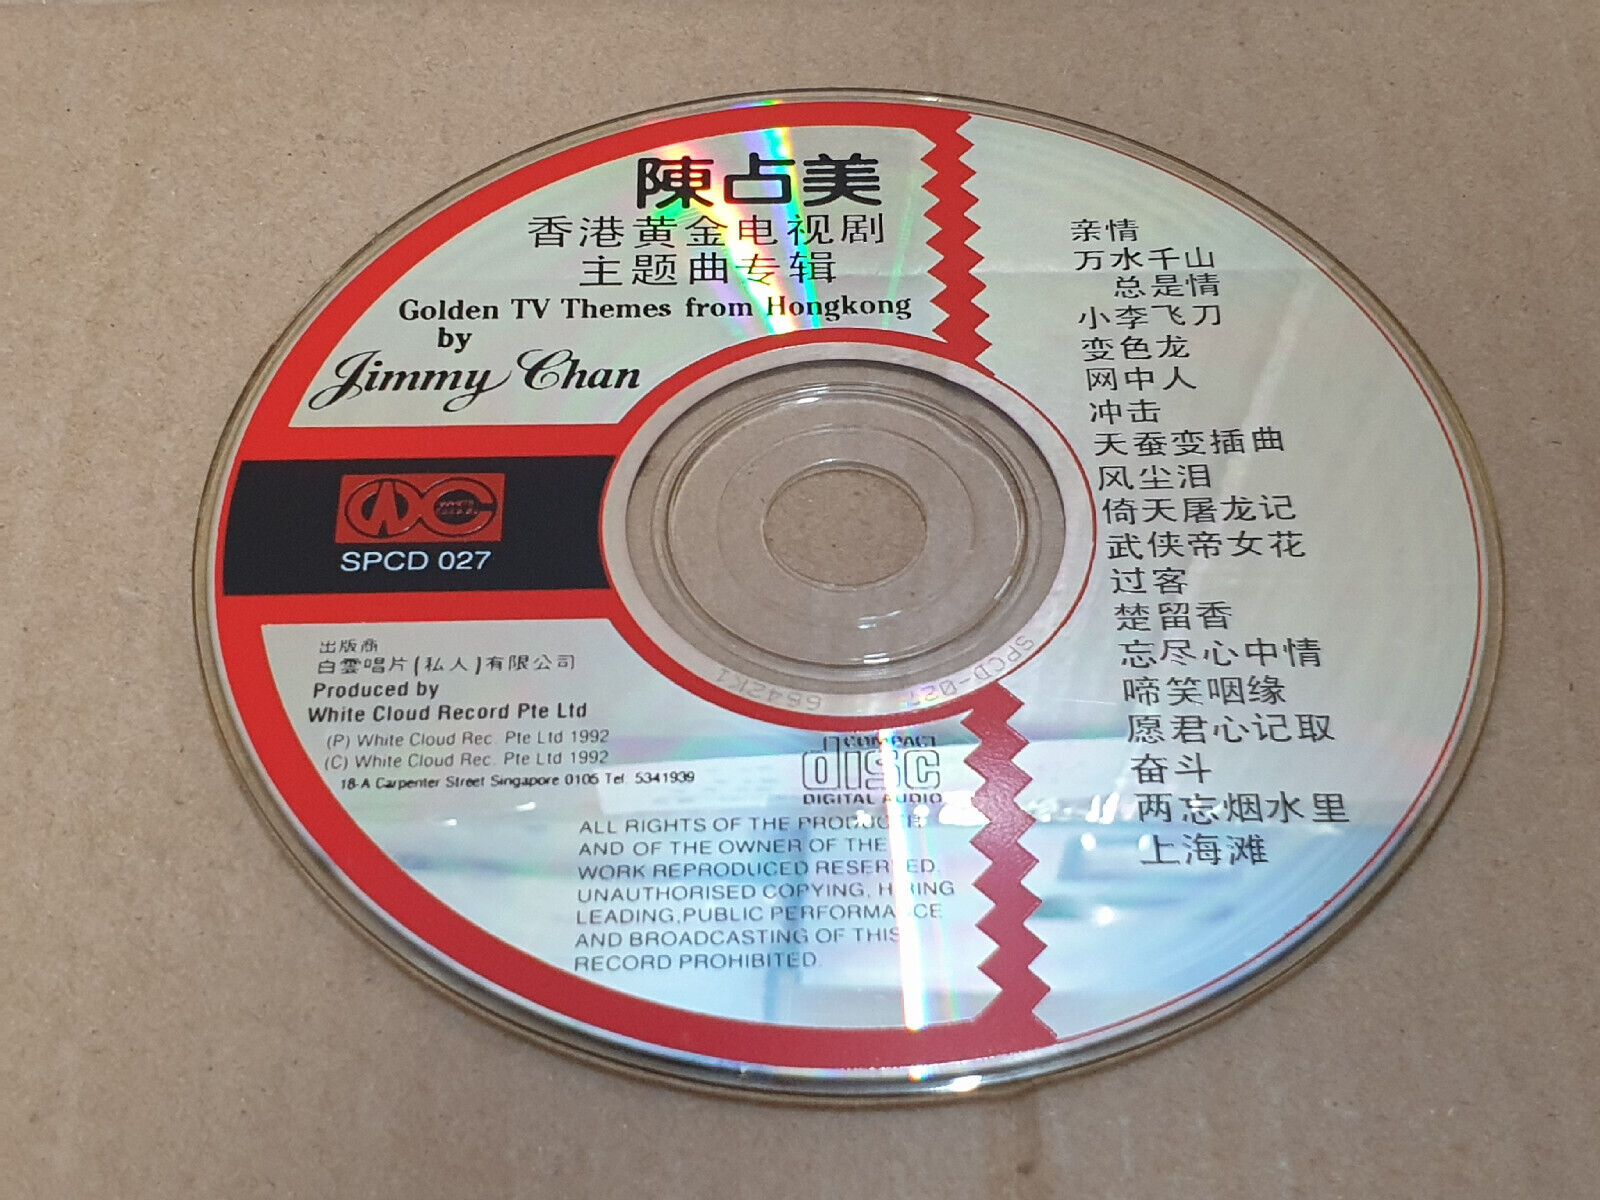 陳占美
香港黄金电视剧
主题曲专辑
Golden TV Themes from Hongkong
by
Jimmy Chan
SPCD 027
出版商
白雲唱片(私人)有限公司
Produced by
White Cloud Record Pte Ltd
(P) White Cloud Rec. Pte Ltd 1992
(C) White Cloud Rec. Pte Ltd 1992
18-A Carpenter Street Singapore 0105 Tel. 5341939
COMPACT
disc
DIGITAL AUDIO
ALL RIGHTS OF THE PRODUCER
AND OF THE OWNER OF THE
WORK REPRODUCED RESERVED.
UNAUTHORISED COPYING, HIRING
LEADING,PUBLIC PERFORMANCE
AND BROADCASTING OF THIS
RECORD PROHIBITED.
亲情
万水千山
总是情
小李飞刀
变色龙
网中人
冲击
天蚕变插曲
风尘泪
倚天屠龙记
武侠帝女花
过客
楚留香
忘尽心中情
啼笑咽缘
愿君心记取
奋斗
两忘烟水里
上海滩
SPCD-027 6842K1